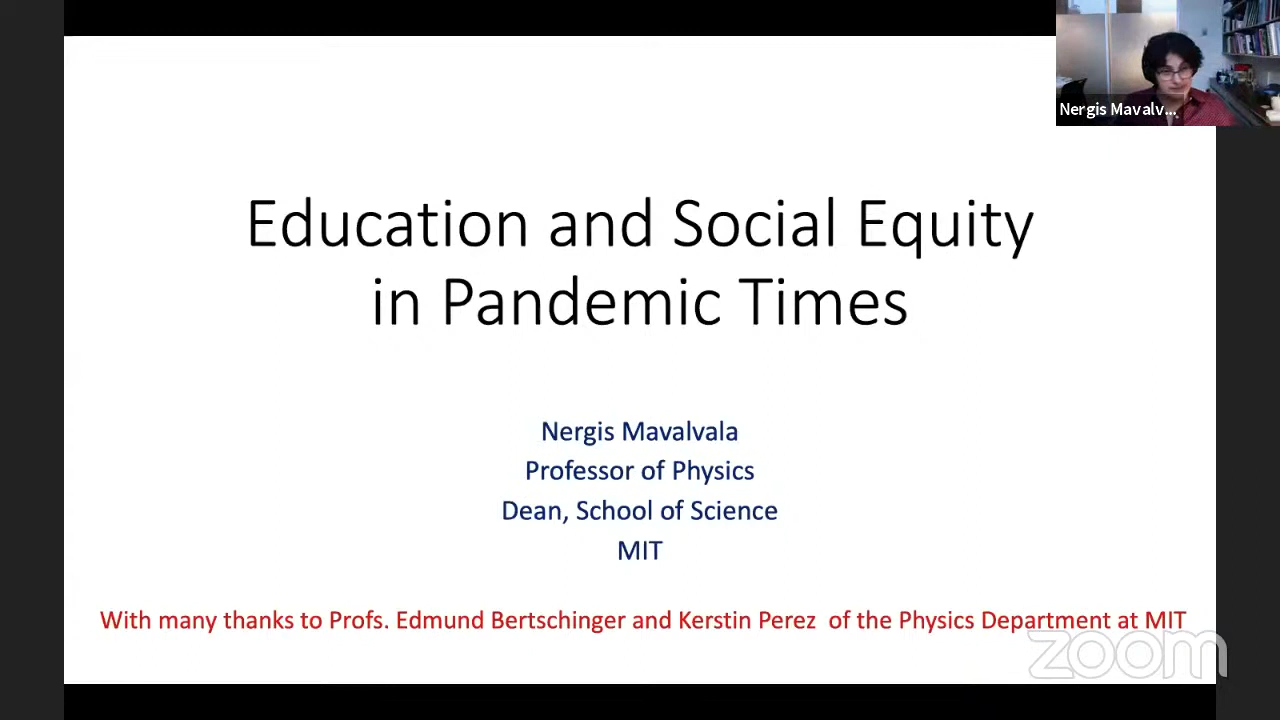 Nergis Mavalv...
Education and Social Equity
in Pandemic Times
Nergis Mavalvala
Professor of Physics
Dean, School of Science
MIT
With many thanks to Profs. Edmund Bertschinger and Kerstin Perez of the Physics Department at MIT
zoom